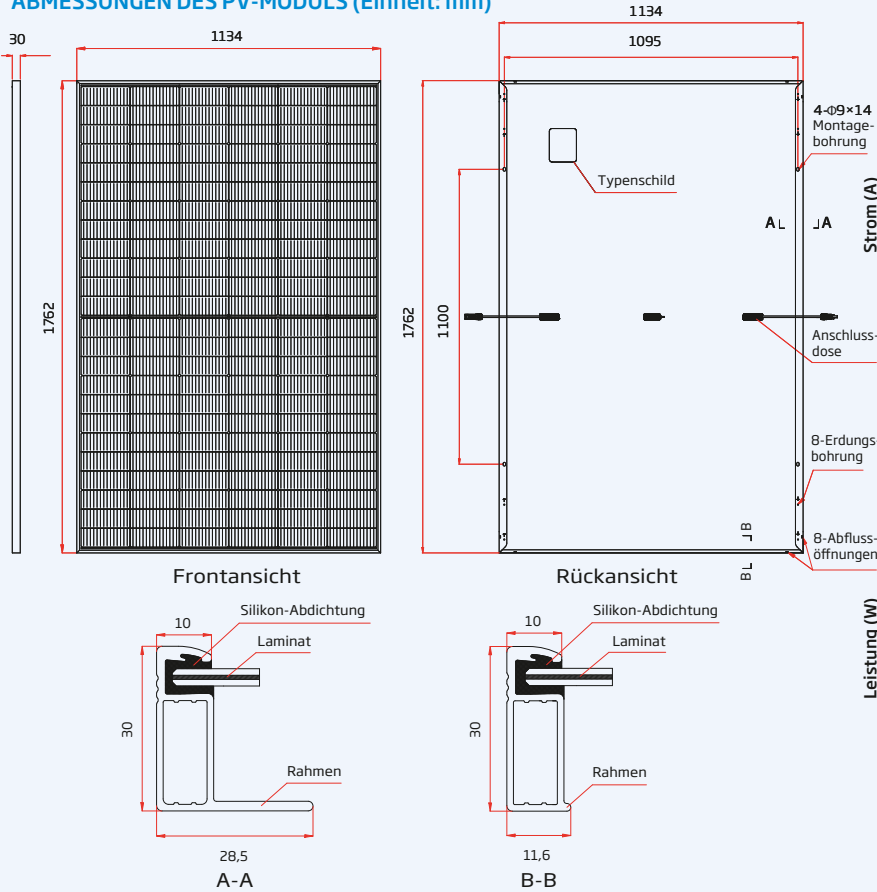 ABMESSUNGEN DES PV-MODULS (Einheit: mm)
30
1134
1762
Frontansicht
1134
1095
1762
1100
4-Φ9×14
Montage-
bohrung
Typenschild
A
A
Anschluss-
dose
8-Erdungs-
bohrung
8-Abfluss-
öffnungen
B
B
Rückansicht
Strom (A)
Leistung (W)
10
Silikon-Abdichtung
Laminat
30
Rahmen
28,5
A-A
10
Silikon-Abdichtung
Laminat
30
Rahmen
11,6
B-B